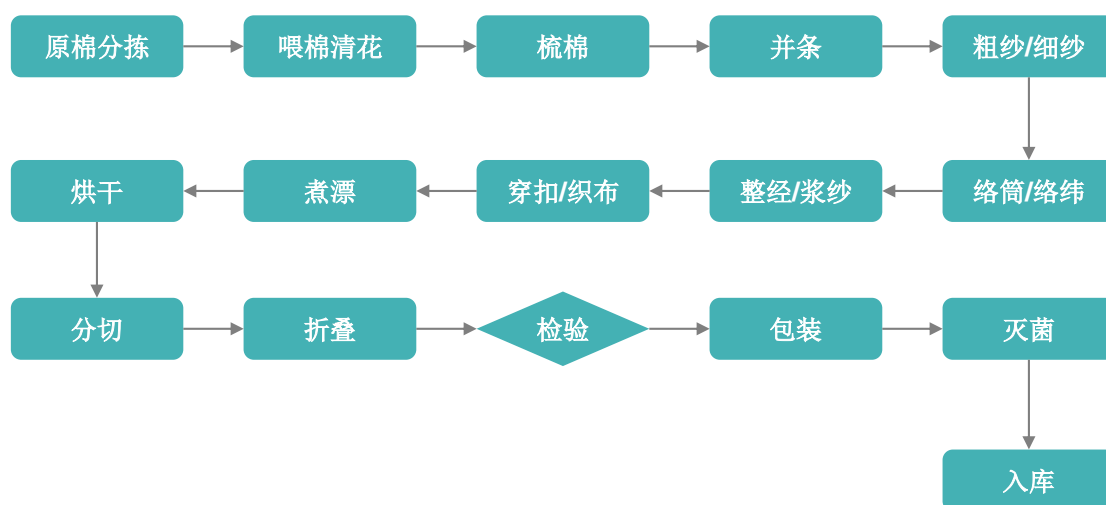 原棉分拣
喂棉清花
梳棉
并条
粗纱/细纱
烘干
煮漂
穿扣/织布
整经/浆纱
络筒/络纬
分切
折叠
检验
包装
灭菌
入库